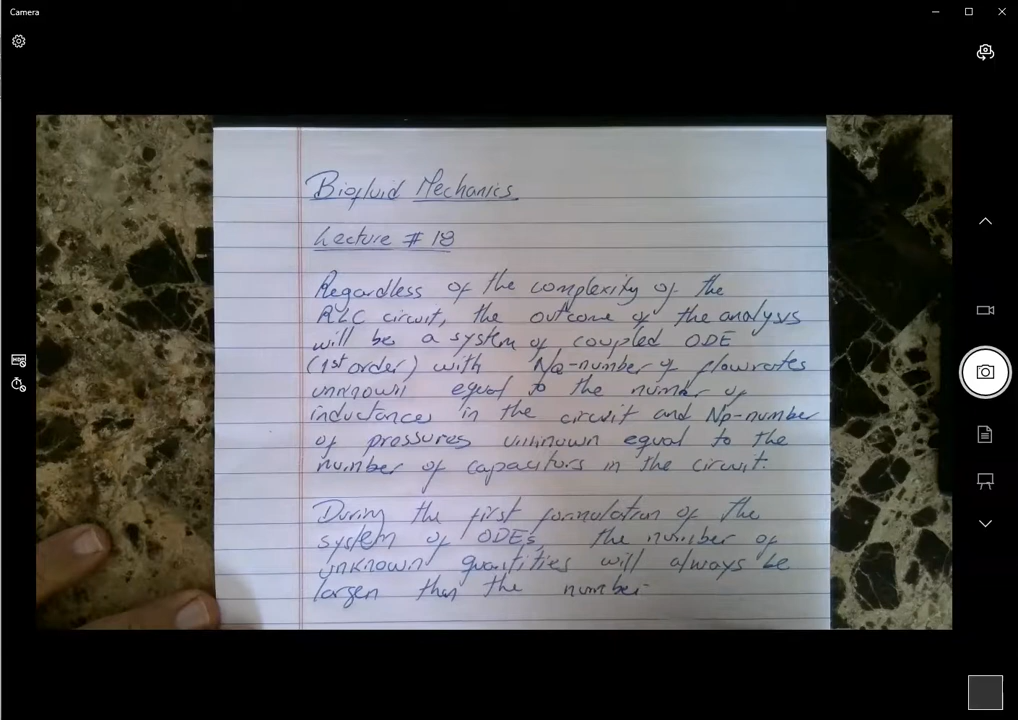 Camera
Biofluid Mechanics
Lecture # 18
Regardless of the complexity of the
RLC circuit, the outcome of the analysis
will be a system of coupled ODE
(1st order) with NQ-number of flowrates
unknown equal to the number of
inductances in the circuit and Np-number
of pressures unknown equal to the
number of capacitors in the circuit.
During the first formulation of the
system of ODEs, the number of
unknown quantities will always be
larger than the number